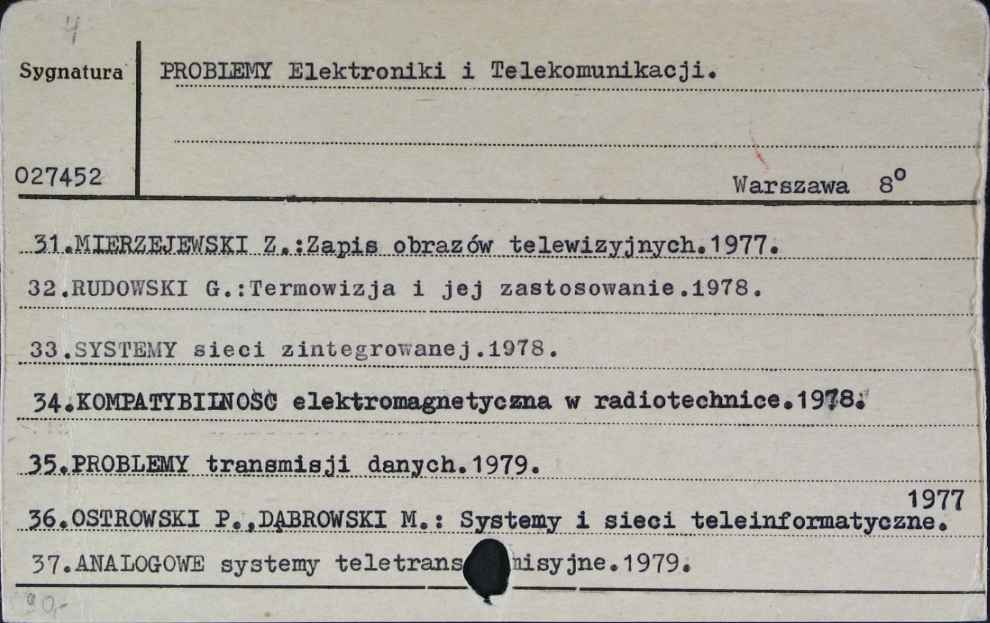 4
Sygnatura
PROBLEMY Elektroniki i Telekomunikacji.
027452
Warszawa 8°
31.MIERZEJEWSKI Z.:Zapis obrazów telewizyjnych.1977.
32.RUDOWSKI G.:Termowizja i jej zastosowanie.1978.
33.SYSTEMY sieci zintegrowanej.1978.
34.KOMPATYBILNOŚĆ elektromagnetyczna w radiotechnice.1978.
35.PROBLEMY transmisji danych.1979.
1977
36.OSTROWSKI P.,DĄBROWSKI M.: Systemy i sieci teleinformatyczne.
37.ANALOGOWE systemy teletrans misyjne.1979.